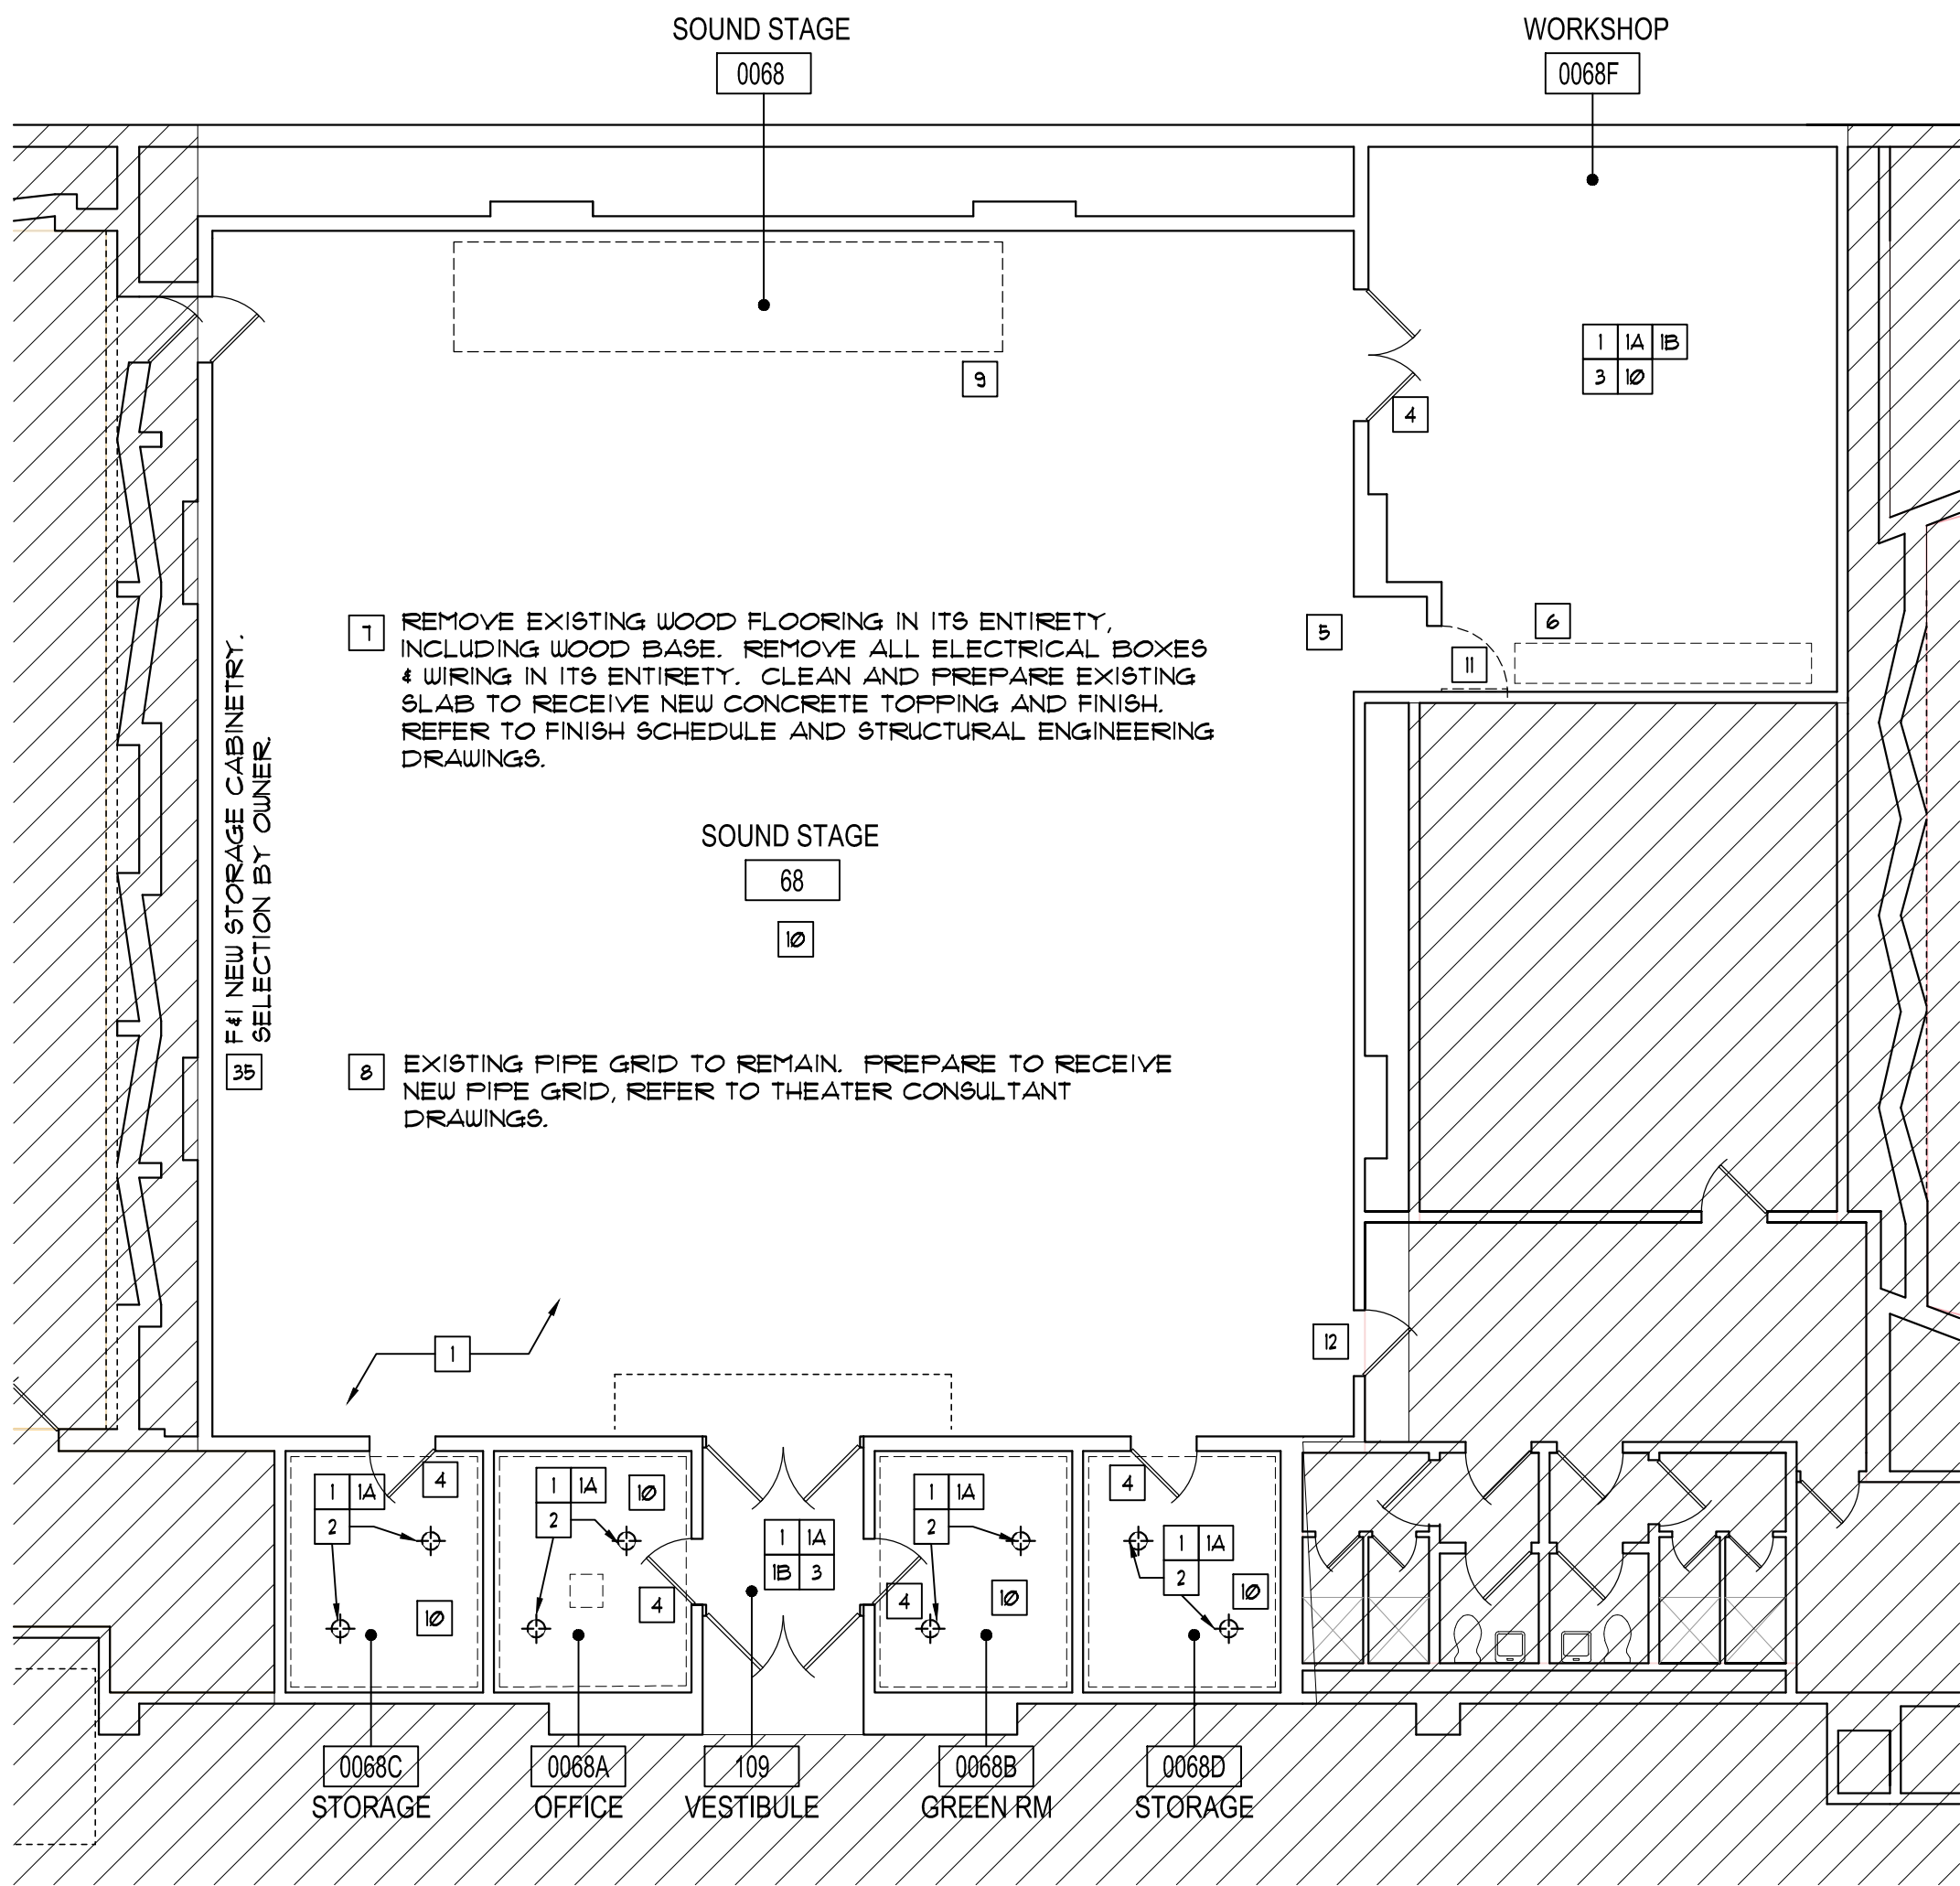 SOUND STAGE
0068
WORKSHOP
0068F
1 1A 1B
3 10
9
4
7 REMOVE EXISTING WOOD FLOORING IN ITS ENTIRETY,
INCLUDING WOOD BASE. REMOVE ALL ELECTRICAL BOXES
& WIRING IN ITS ENTIRETY. CLEAN AND PREPARE EXISTING
SLAB TO RECEIVE NEW CONCRETE TOPPING AND FINISH.
REFER TO FINISH SCHEDULE AND STRUCTURAL ENGINEERING
DRAWINGS.
5
6
11
F&I NEW STORAGE CABINETRY.
SELECTION BY OWNER.
35
SOUND STAGE
68
10
8 EXISTING PIPE GRID TO REMAIN. PREPARE TO RECEIVE
NEW PIPE GRID, REFER TO THEATER CONSULTANT
DRAWINGS.
1
12
1 1A
2
4
10
1 1A
2
10
4
1 1A
1B 3
1 1A
2
4
10
4
1 1A
2
10
0068C
STORAGE
0068A
OFFICE
109
VESTIBULE
0068B
GREEN RM
0068D
STORAGE